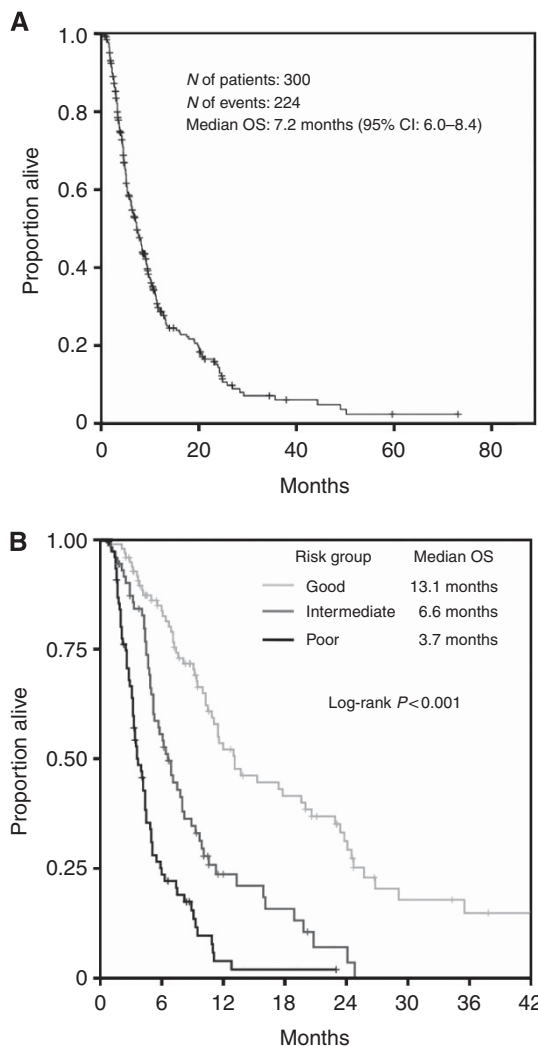 A
1.0
0.8
0.6
0.4
0.2
0
Proportion alive
N of patients: 300
N of events: 224
Median OS: 7.2 months (95% CI: 6.0–8.4)
0 20 40 60 80
Months
B
1.00
0.75
0.50
0.25
0
Proportion alive
Risk group Median OS
Good 13.1 months
Intermediate 6.6 months
Poor 3.7 months
Log-rank P<0.001
0 6 12 18 24 30 36 42
Months